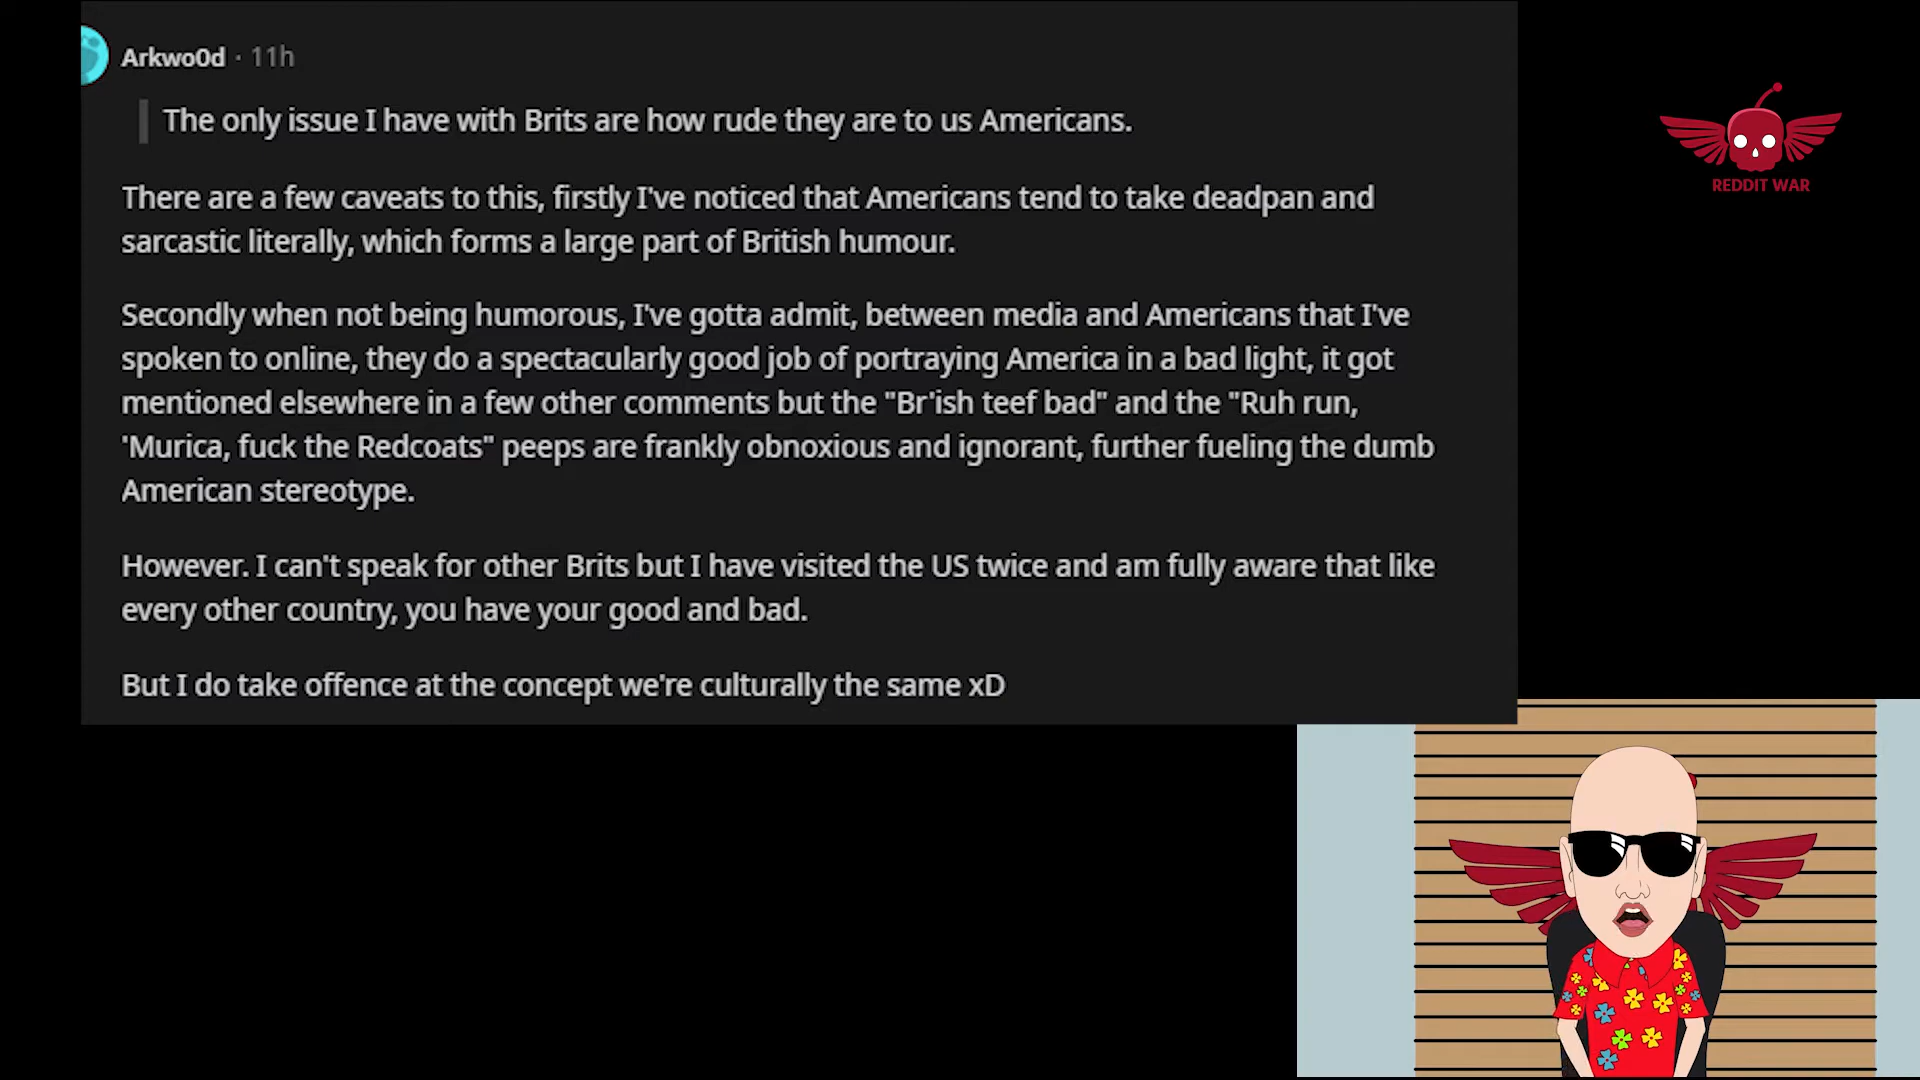 Arkwo0d · 11h
The only issue I have with Brits are how rude they are to us Americans.
There are a few caveats to this, firstly I've noticed that Americans tend to take deadpan and
sarcastic literally, which forms a large part of British humour.
Secondly when not being humorous, I've gotta admit, between media and Americans that I've
spoken to online, they do a spectacularly good job of portraying America in a bad light, it got
mentioned elsewhere in a few other comments but the "Br'ish teef bad" and the "Ruh run,
'Murica, fuck the Redcoats" peeps are frankly obnoxious and ignorant, further fueling the dumb
American stereotype.
However. I can't speak for other Brits but I have visited the US twice and am fully aware that like
every other country, you have your good and bad.
But I do take offence at the concept we're culturally the same xD
REDDIT WAR